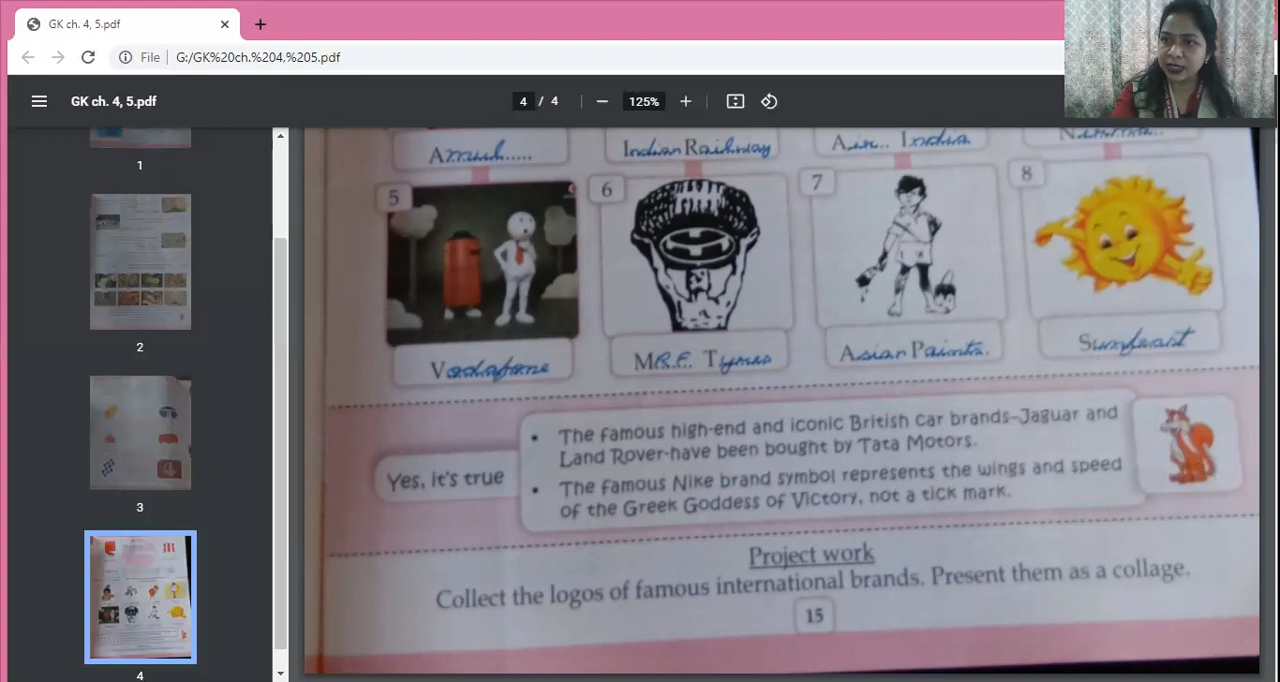 GK ch. 4, 5.pdf
File G:/GK%20ch.%204,%205.pdf
GK ch. 4, 5.pdf
4 / 4
125%
1
2
3
4
Amul.....
Indian Railway
Air.. India
5
6
7
8
Vodafone
M.R.F. Tyres
Asian Paints.
Sunfeast
Yes, it's true
• The famous high-end and iconic British car brands–Jaguar and
Land Rover-have been bought by Tata Motors.
• The famous Nike brand symbol represents the wings and speed
of the Greek Goddess of Victory, not a tick mark.
Project work
Collect the logos of famous international brands. Present them as a collage.
15